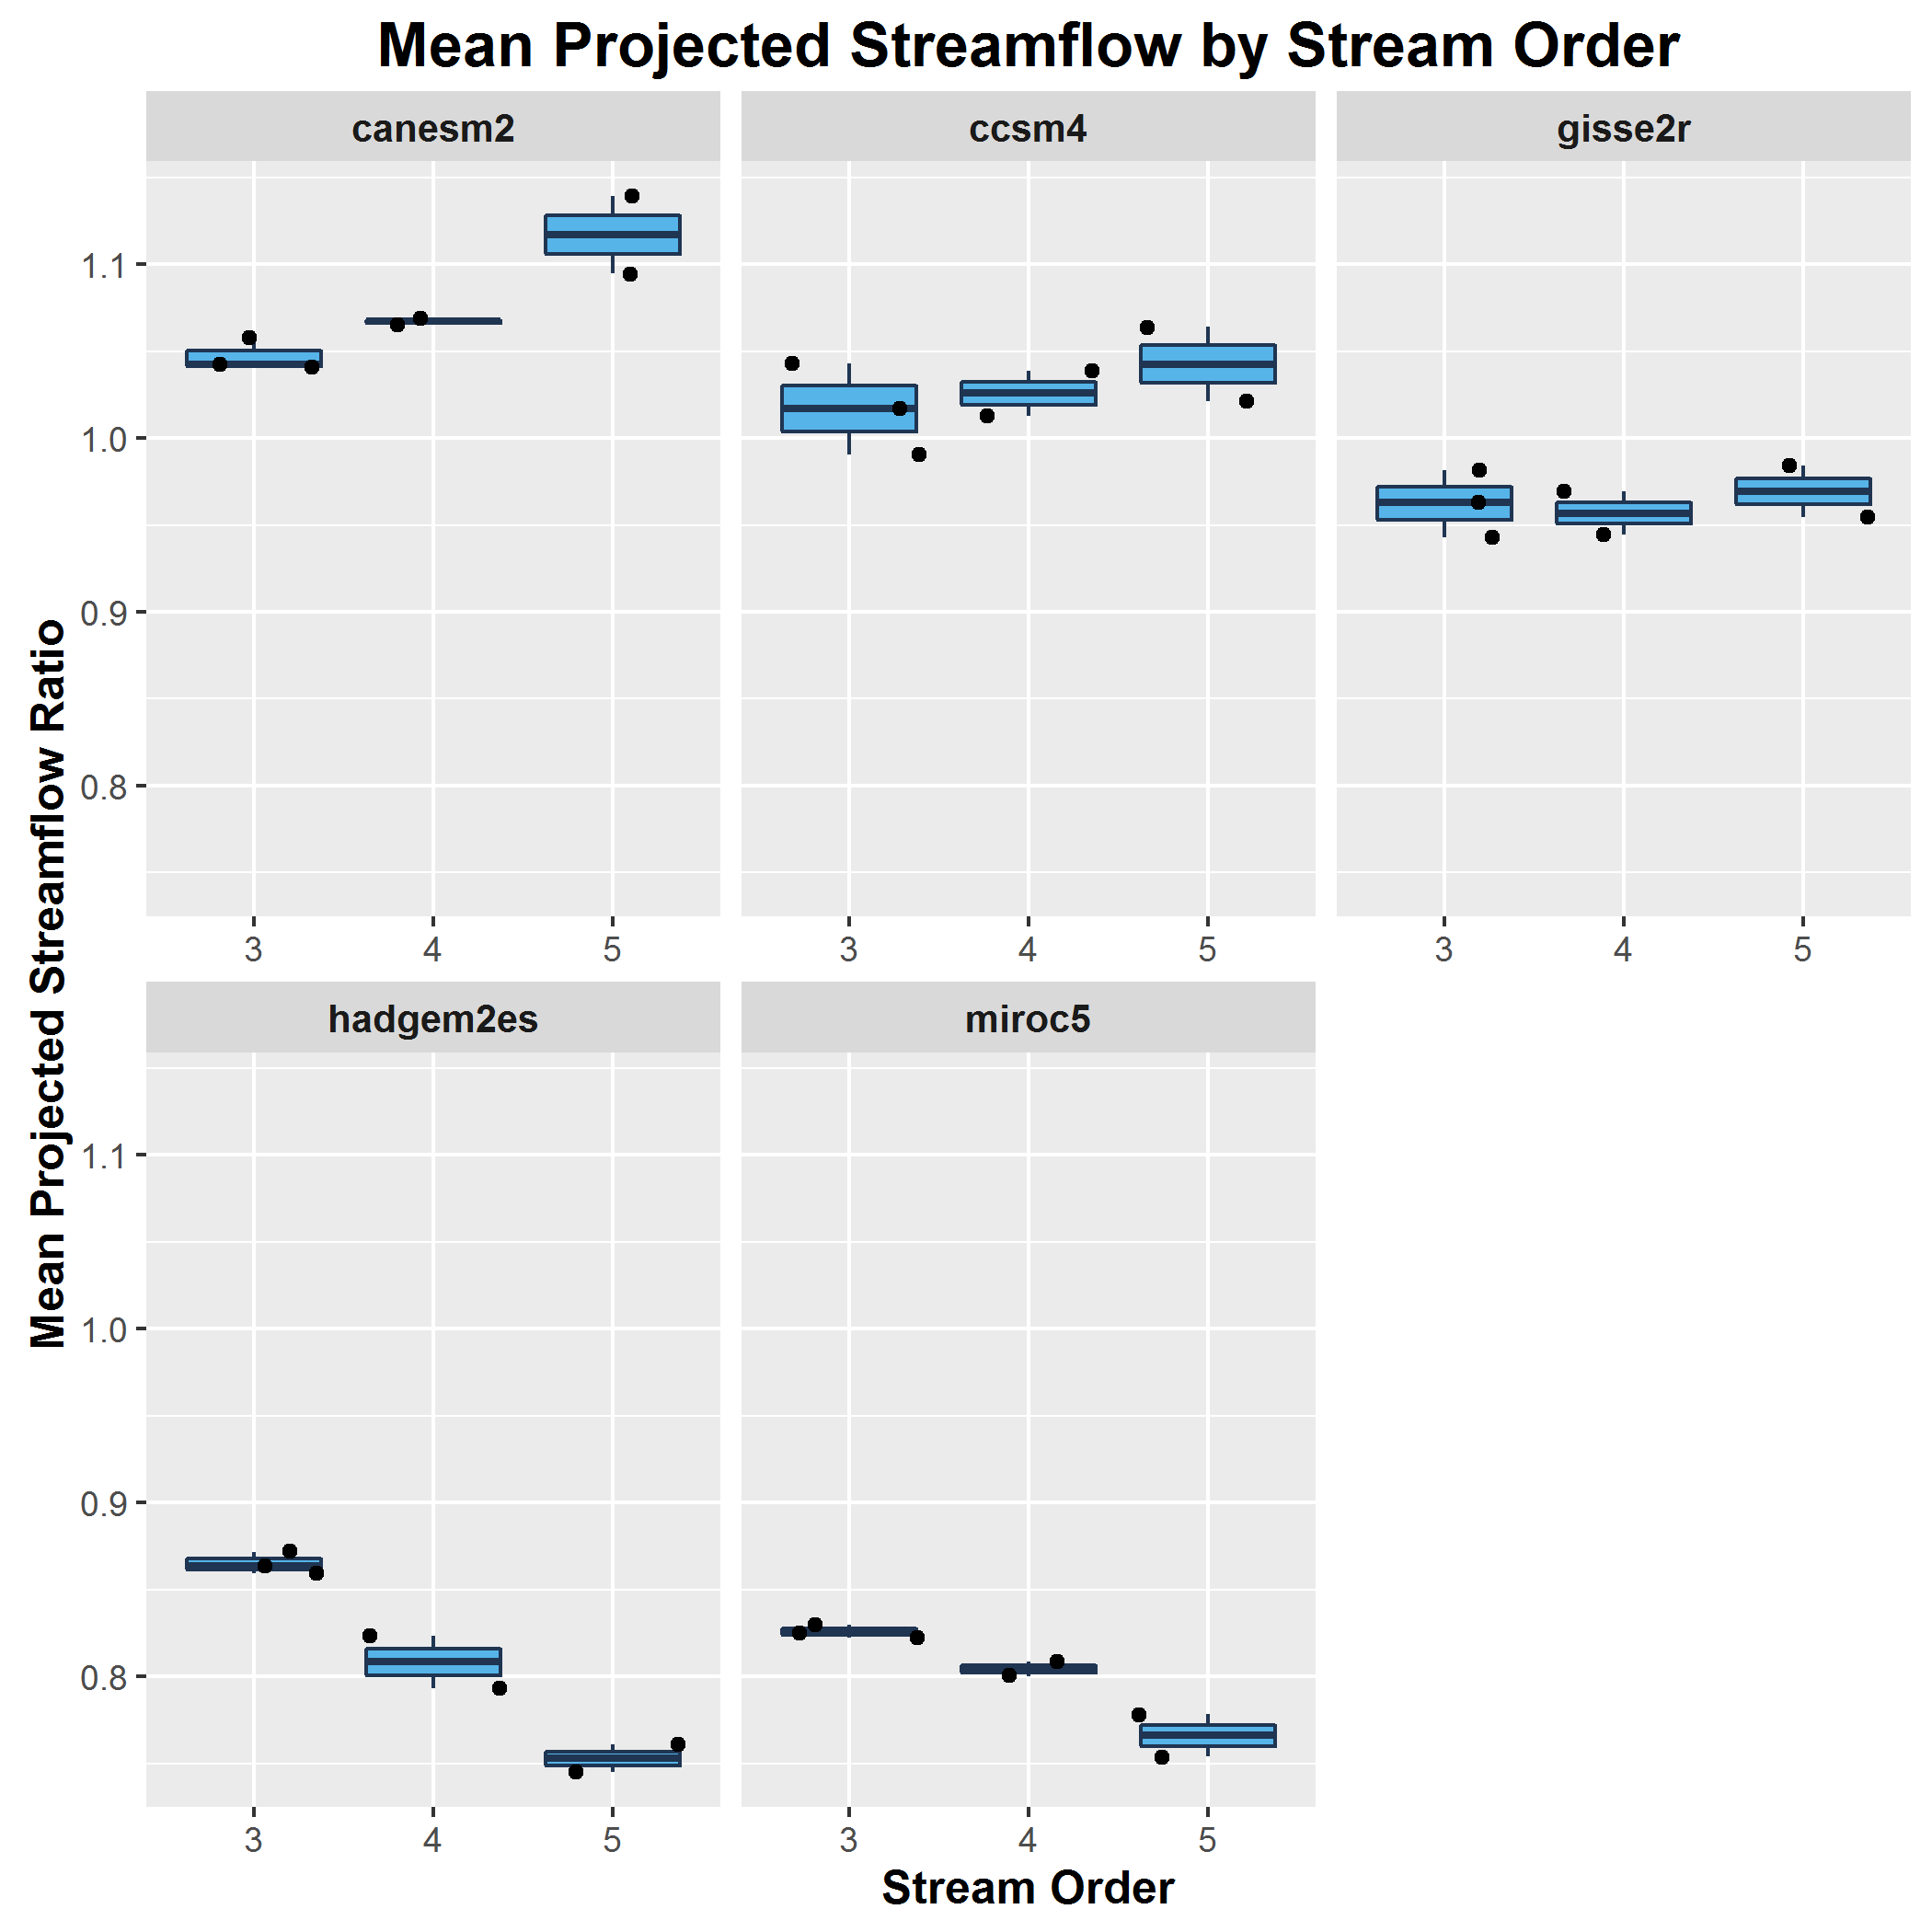 Mean Projected Streamflow by Stream Order
canesm2
ccsm4
gisse2r
1.1
1.0
0.9
0.8
3 4 5
3 4 5
3 4 5
Mean Projected Streamflow Ratio
hadgem2es
miroc5
1.1
1.0
0.9
0.8
3 4 5
3 4 5
Stream Order